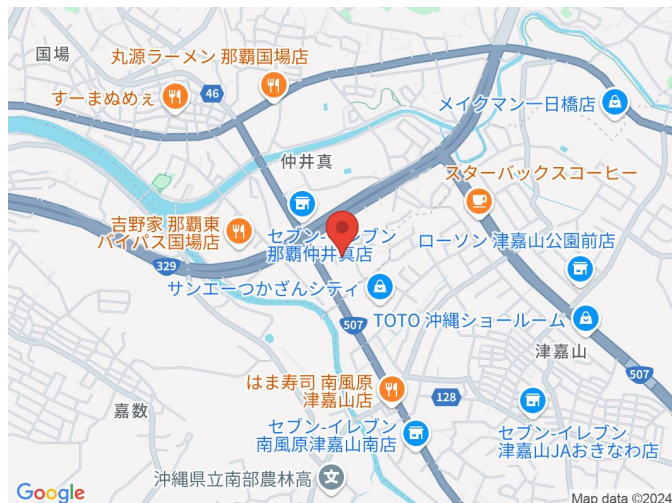 国場
丸源ラーメン 那覇国場店
すーまぬめぇ
46
メイクマン一日橋店
仲井真
スターバックスコーヒー
吉野家 那覇東
バイパス国場店
セブン-イレブン
那覇仲井真店
ローソン 津嘉山公園前店
329
サンエーつかざんシティ
507
TOTO 沖縄ショールーム
津嘉山
507
はま寿司 南風原
津嘉山店
128
嘉数
セブン-イレブン
南風原津嘉山南店
セブン-イレブン
津嘉山JAおきなわ店
沖縄県立南部農林高
Google
Map data ©2024